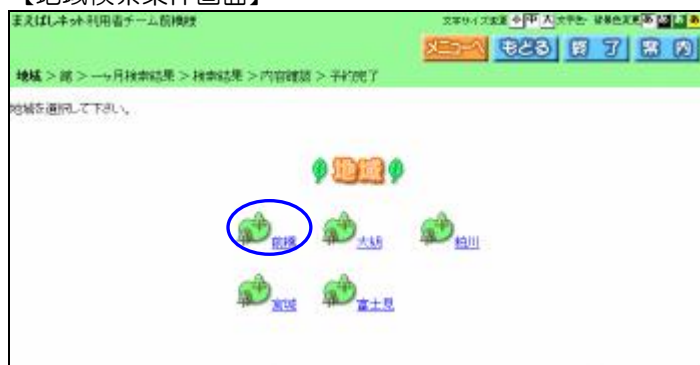 【地域検索条件画面】
まえばしネット利用者チーム前橋様
文字サイズ変更 小 中 大 文字色・背景色変更 あ あ あ あ
メニューへ もどる 終了 案内
地域 > 館 > 一ヶ月検索結果 > 検索結果 > 内容確認 > 予約完了
地域を選択して下さい。
地域
前橋 大胡 粕川
宮城 富士見